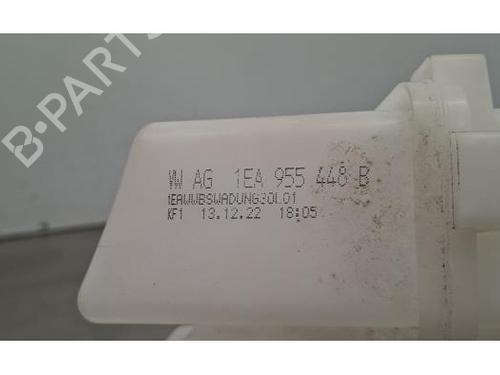 B-PARTS
VW AG 1EA 955 448 B
1EAWWBSWADUNG30L01
KF1 13.12.22 18:05